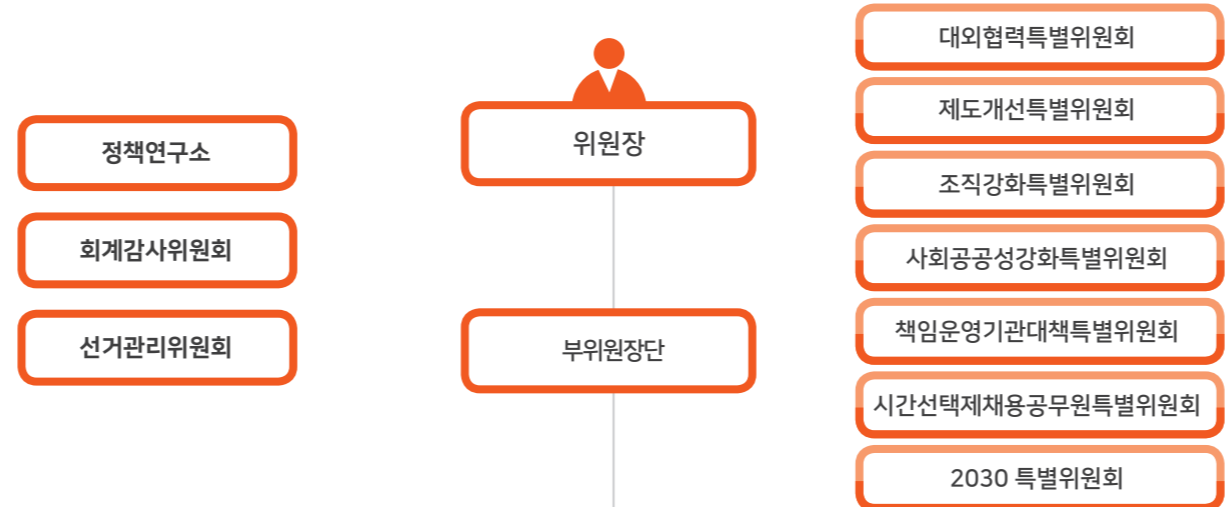 정책연구소
회계감사위원회
선거관리위원회
위원장
부위원장단
대외협력특별위원회
제도개선특별위원회
조직강화특별위원회
사회공공성강화특별위원회
책임운영기관대책특별위원회
시간선택제채용공무원특별위원회
2030 특별위원회